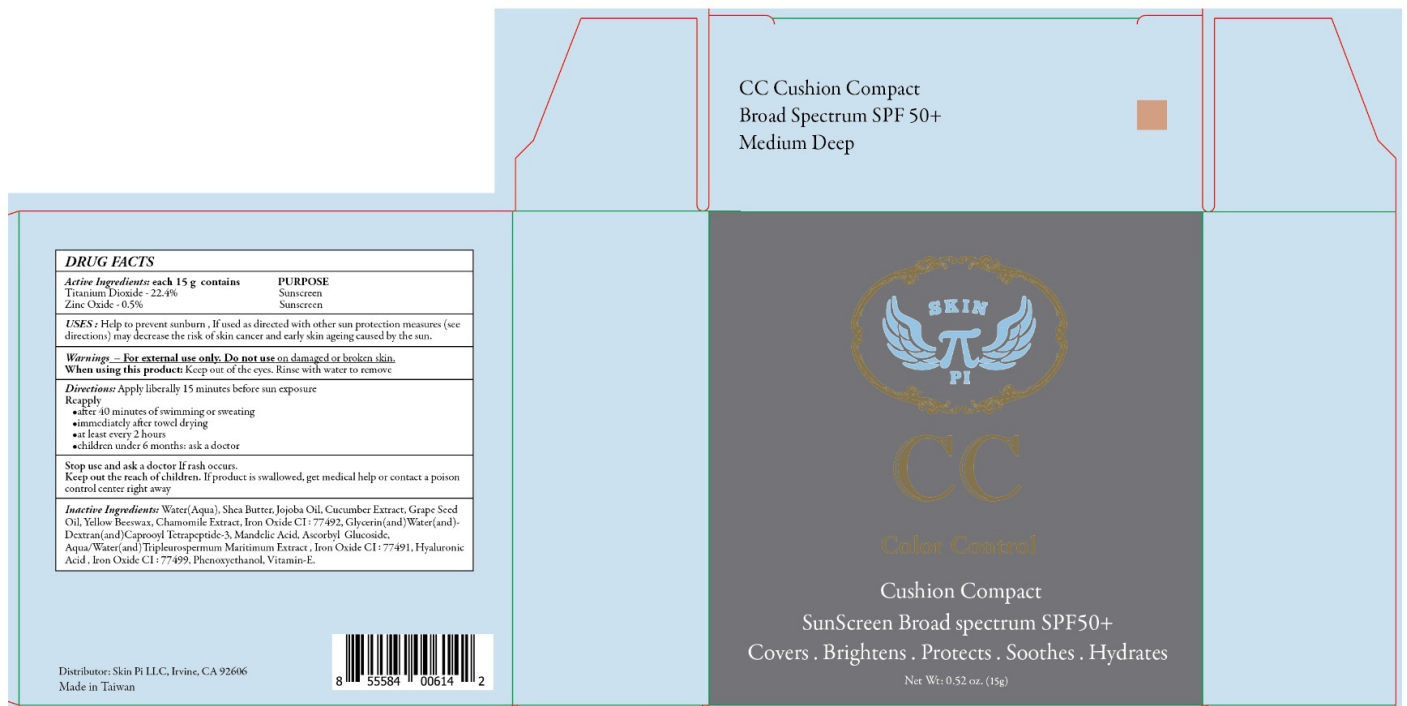 CC Cushion Compact
Broad Spectrum SPF 50+
Medium Deep
DRUG FACTS
Active Ingredients: each 15 g contains PURPOSE
Titanium Dioxide - 22.4% Sunscreen
Zinc Oxide - 0.5% Sunscreen
USES : Help to prevent sunburn , If used as directed with other sun protection measures (see
directions) may decrease the risk of skin cancer and early skin ageing caused by the sun.
Warnings – For external use only. Do not use on damaged or broken skin.
When using this product: Keep out of the eyes. Rinse with water to remove
Directions: Apply liberally 15 minutes before sun exposure
Reapply
•after 40 minutes of swimming or sweating
•immediately after towel drying
•at least every 2 hours
•children under 6 months: ask a doctor
Stop use and ask a doctor If rash occurs.
Keep out the reach of children. If product is swallowed, get medical help or contact a poison
control center right away
Inactive Ingredients: Water(Aqua), Shea Butter, Jojoba Oil, Cucumber Extract, Grape Seed
Oil, Yellow Beeswax, Chamomile Extract, Iron Oxide CI : 77492, Glycerin(and)Water(and)-
Dextran(and)Caprooyl Tetrapeptide-3, Mandelic Acid, Ascorbyl Glucoside,
Aqua/Water(and)Tripleurospermum Maritimum Extract , Iron Oxide CI : 77491, Hyaluronic
Acid , Iron Oxide CI : 77499, Phenoxyethanol, Vitamin-E.
Distributor: Skin Pi LLC, Irvine, CA 92606
Made in Taiwan
8 55584 00614 2
SKIN
π
PI
CC
Color Control
Cushion Compact
SunScreen Broad spectrum SPF50+
Covers . Brightens . Protects . Soothes . Hydrates
Net Wt: 0.52 oz. (15g)